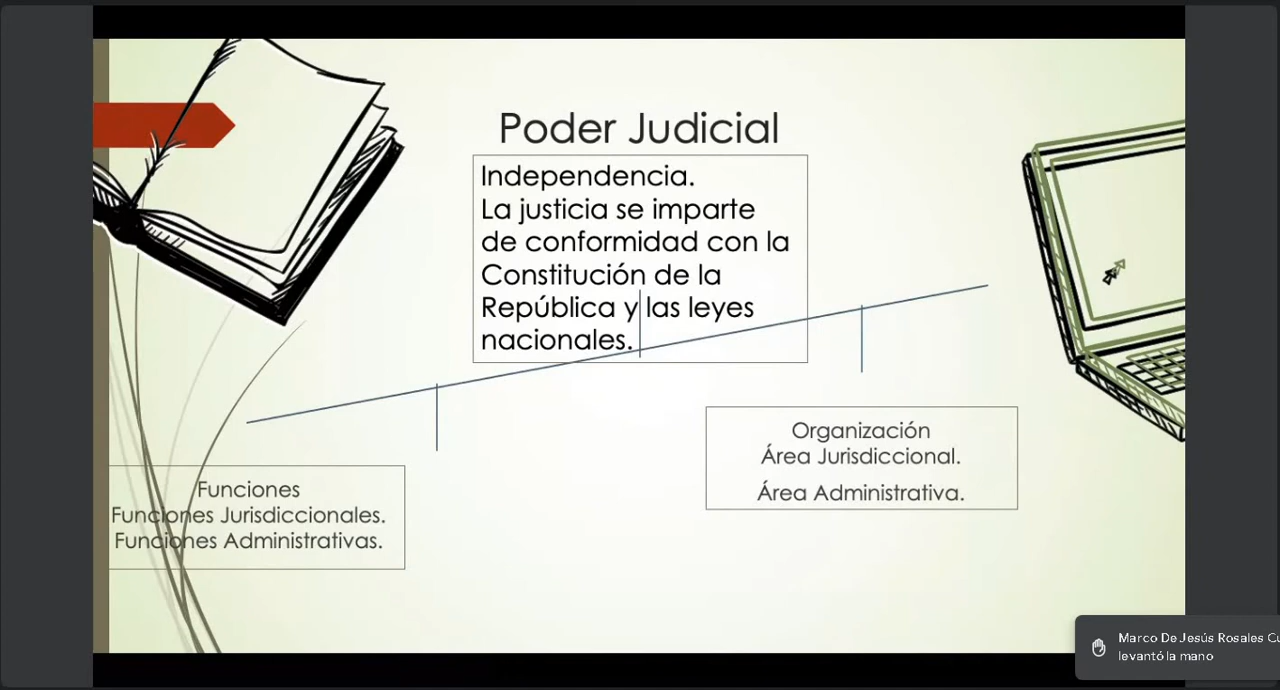 Poder Judicial
Independencia.
La justicia se imparte
de conformidad con la
Constitución de la
República y las leyes
nacionales.
Organización
Área Jurisdiccional.
Área Administrativa.
Funciones
Funciones Jurisdiccionales.
Funciones Administrativas.
Marco De Jesús Rosales
levantó la mano